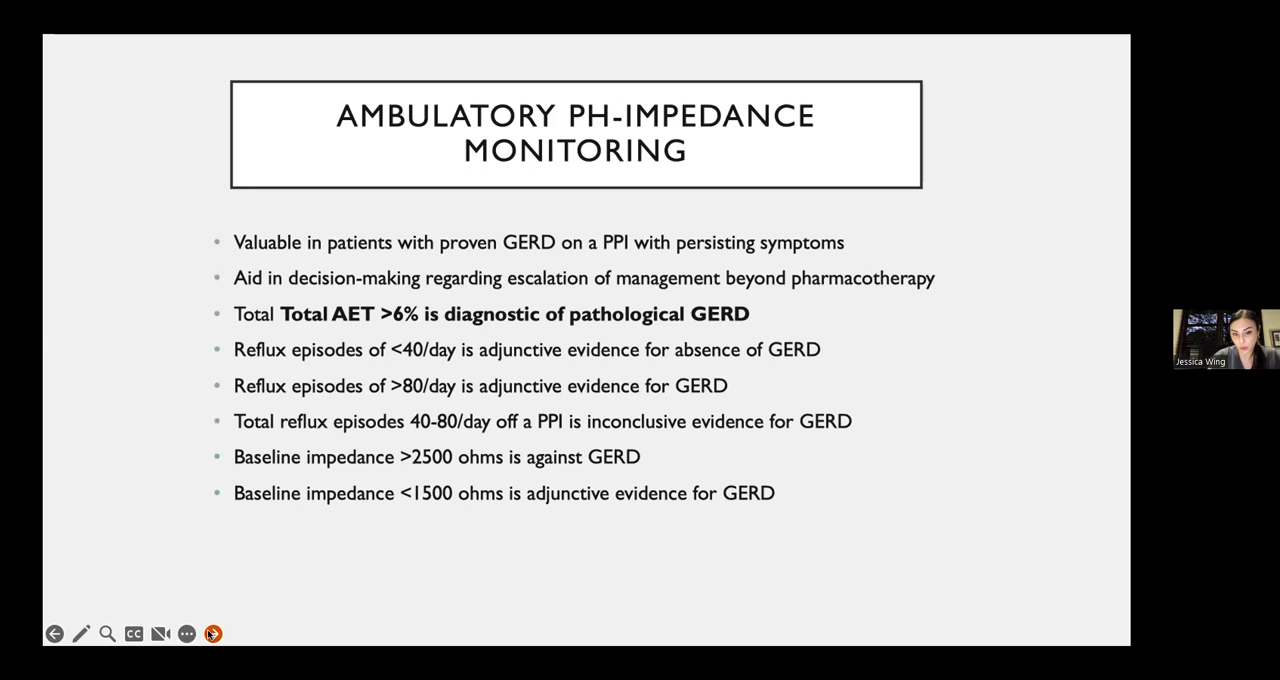 AMBULATORY PH-IMPEDANCE
MONITORING
• Valuable in patients with proven GERD on a PPI with persisting symptoms
• Aid in decision-making regarding escalation of management beyond pharmacotherapy
• Total Total AET >6% is diagnostic of pathological GERD
• Reflux episodes of <40/day is adjunctive evidence for absence of GERD
• Reflux episodes of >80/day is adjunctive evidence for GERD
• Total reflux episodes 40-80/day off a PPI is inconclusive evidence for GERD
• Baseline impedance >2500 ohms is against GERD
• Baseline impedance <1500 ohms is adjunctive evidence for GERD
Jessica Wing
CC